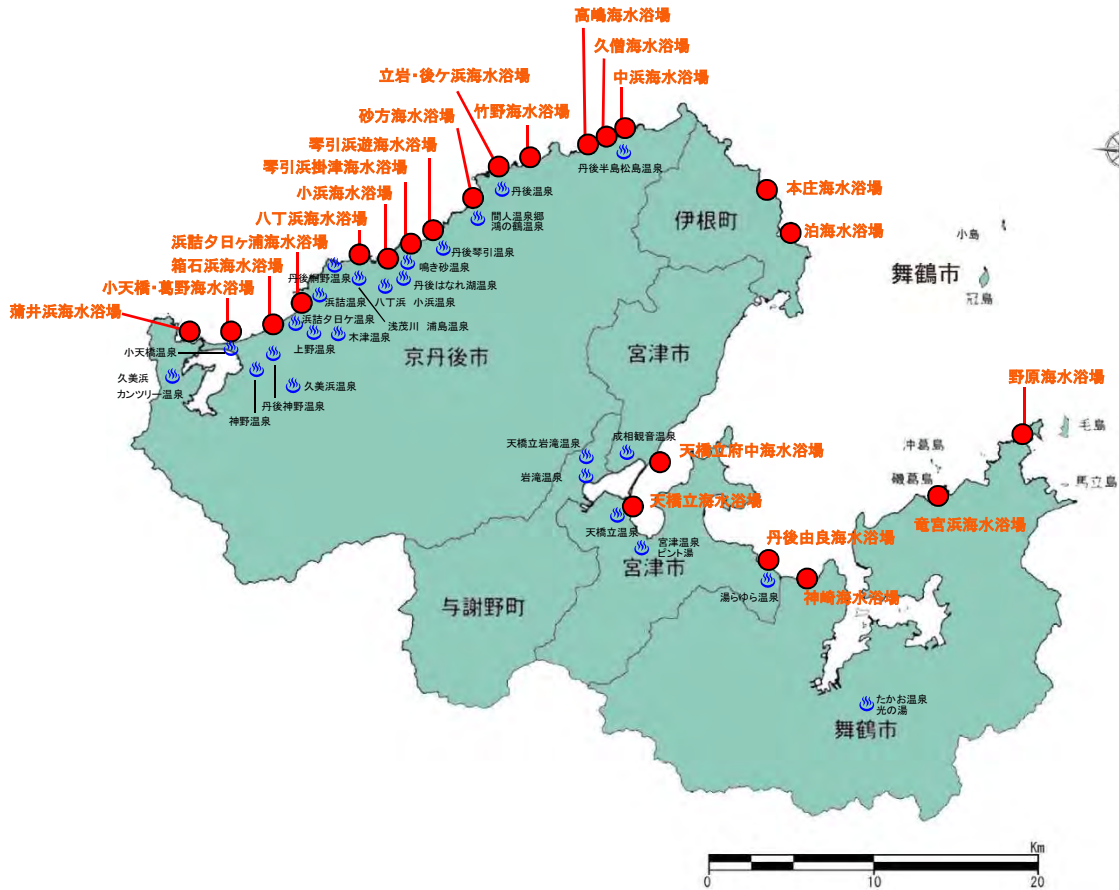 高嶋海水浴場
久僧海水浴場
中浜海水浴場
立岩・後ケ浜海水浴場
竹野海水浴場
砂方海水浴場
琴引浜遊海水浴場
琴引浜掛津海水浴場
小浜海水浴場
八丁浜海水浴場
浜詰夕日ヶ浦海水浴場
箱石浜海水浴場
小天橋・葛野海水浴場
蒲井浜海水浴場
丹後半島松島温泉
丹後温泉
間人温泉郷
鴻の鶴温泉
丹後琴引温泉
鳴き砂温泉
丹後はなれ湖温泉
丹後網野温泉
浜詰温泉
八丁浜 小浜温泉
浜詰夕日ケ温泉
浅茂川 浦島温泉
木津温泉
上野温泉
小天橋温泉
久美浜
カンツリー温泉
久美浜温泉
丹後神野温泉
神野温泉
伊根町
本庄海水浴場
泊海水浴場
小島
舞鶴市
冠島
京丹後市
宮津市
野原海水浴場
毛島
沖葛島
磯葛島
馬立島
竜宮浜海水浴場
成相観音温泉
天橋立岩滝温泉
岩滝温泉
天橋立府中海水浴場
天橋立海水浴場
天橋立温泉
宮津温泉
ピント湯
宮津市
丹後由良海水浴場
湯らゆら温泉
神崎海水浴場
与謝野町
たかお温泉
光の湯
舞鶴市
Km
0 10 20